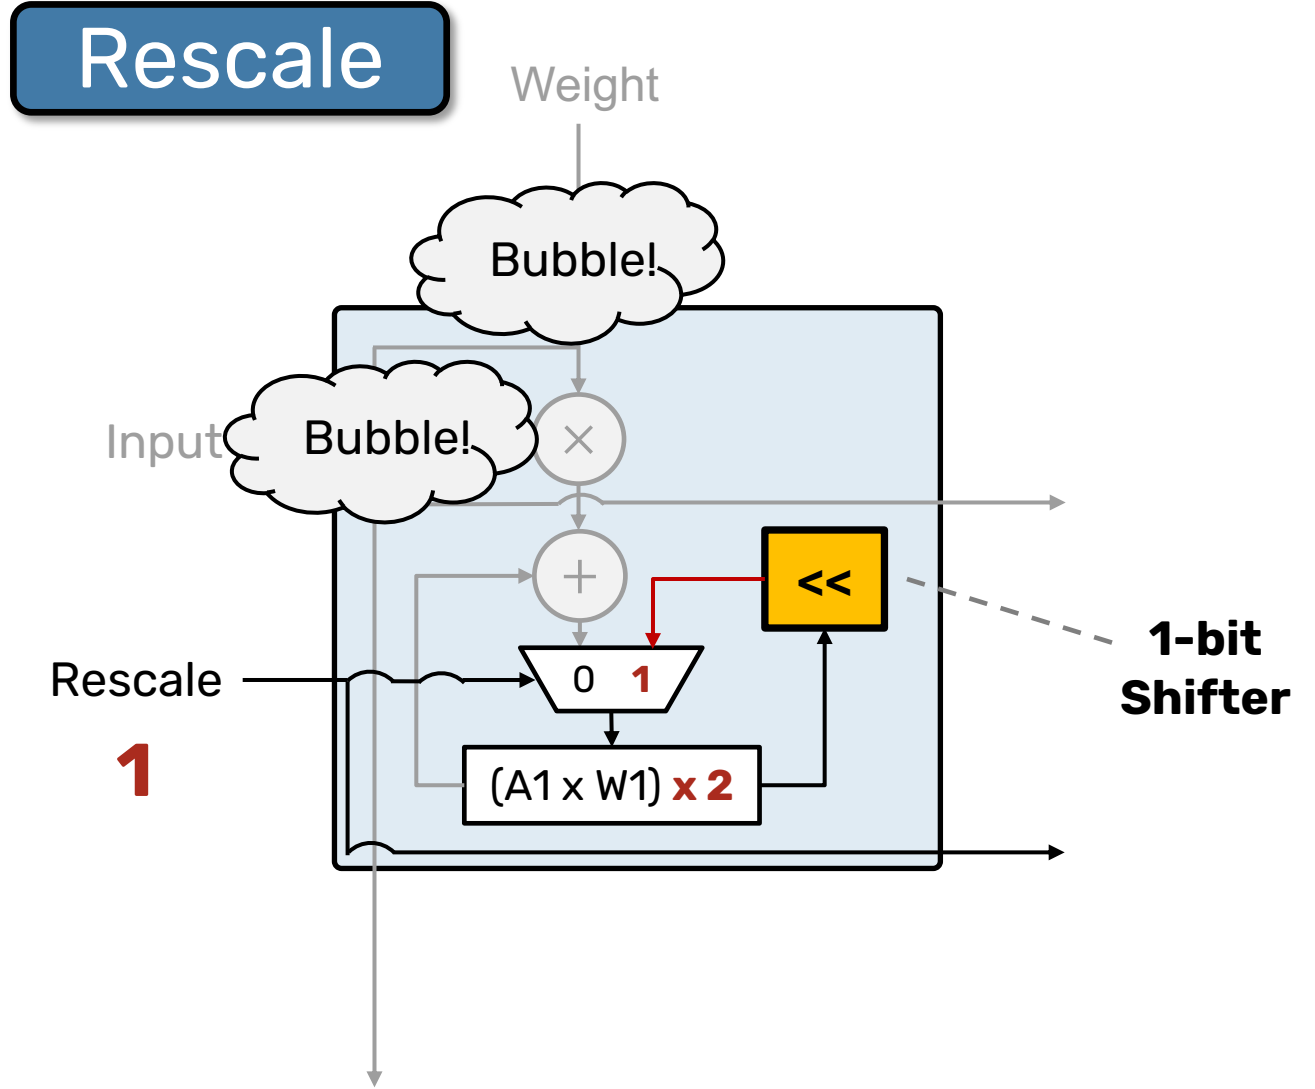 Rescale
Weight
Bubble!
Input
Bubble!
×
+
<<
1-bit
Shifter
Rescale
0 1
1
(A1 x W1) x 2